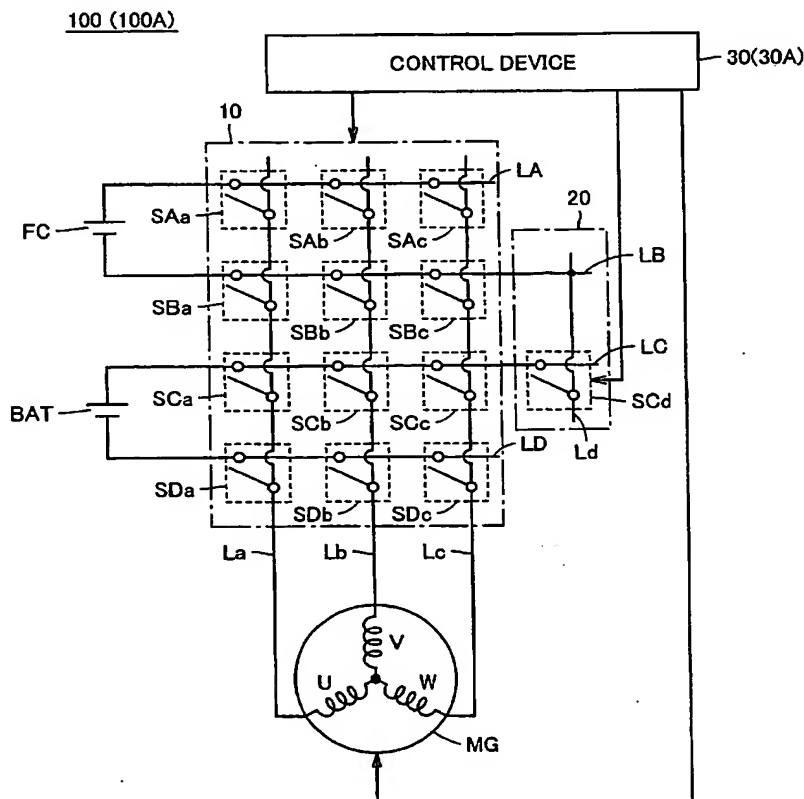 100 (100A)
CONTROL DEVICE
30(30A)
10
LA
SAa
SAb
SAc
20
FC
LB
SBa
SBb
SBc
LC
BAT
SCa
SCb
SCc
SCd
LD
Ld
SDa
SDb
SDc
La
Lb
Lc
V
U
W
MG